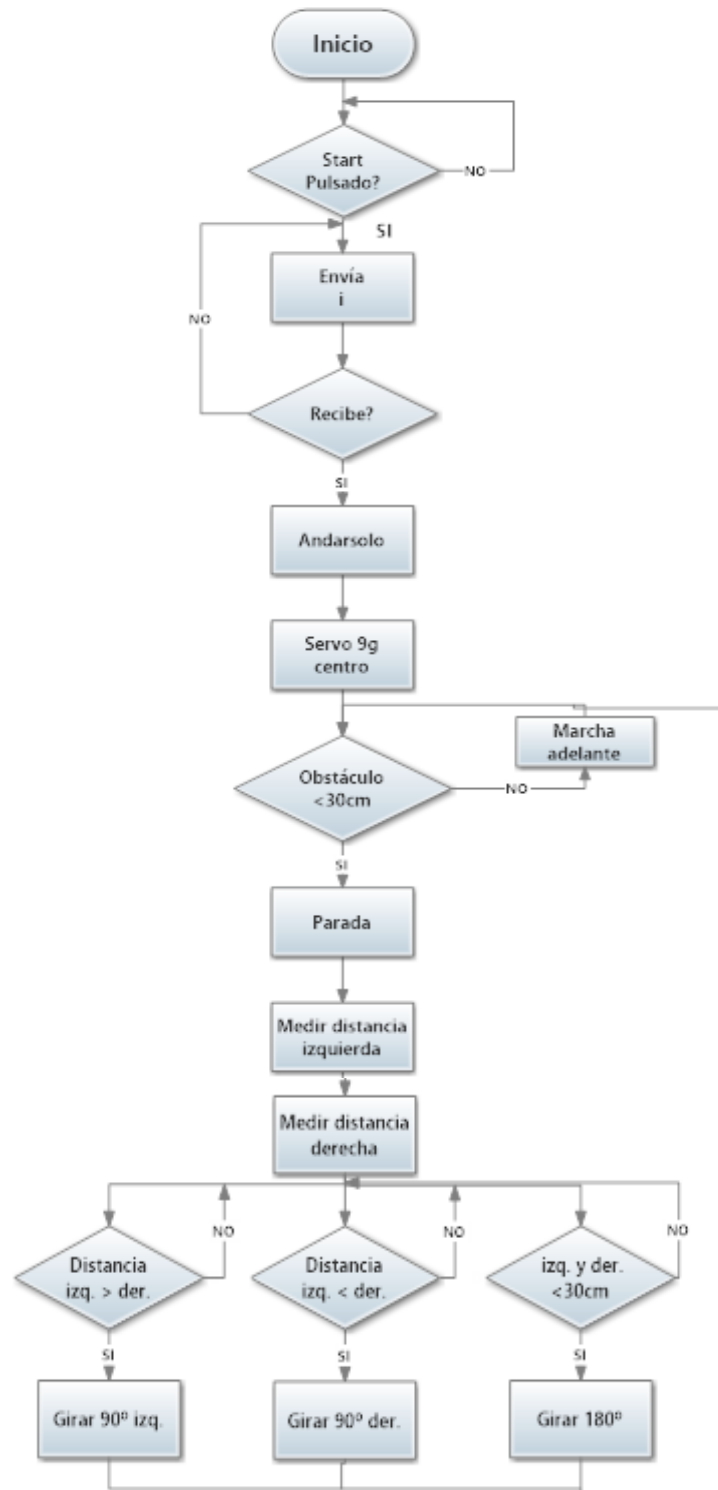 Inicio
Start
Pulsado?
NO
SI
Envía
i
NO
Recibe?
SI
Andarsolo
Servo 9g
centro
Marcha
adelante
Obstáculo
<30cm
NO
SI
Parada
Medir distancia
izquierda
Medir distancia
derecha
NO
NO
NO
Distancia
izq. > der.
Distancia
izq. < der.
izq. y der.
<30cm
SI
SI
SI
Girar 90º izq.
Girar 90º der.
Girar 180º